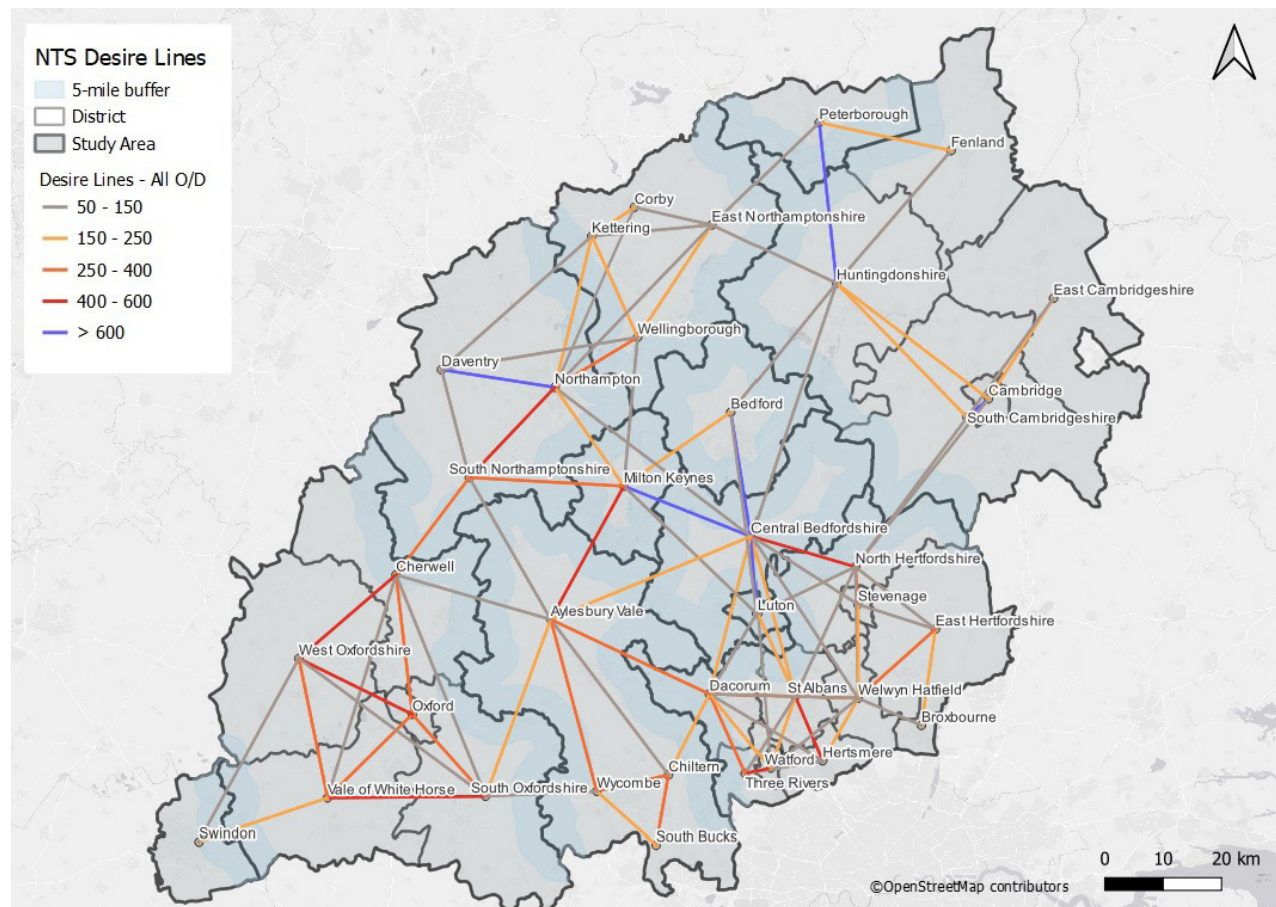 NTS Desire Lines
5-mile buffer
District
Study Area
Desire Lines - All O/D
50 - 150
150 - 250
250 - 400
400 - 600
> 600
Peterborough
Fenland
Corby
East Northamptonshire
Kettering
Huntingdonshire
East Cambridgeshire
Wellingborough
Daventry
Northampton
Cambridge
Bedford
South Cambridgeshire
South Northamptonshire
Milton Keynes
Central Bedfordshire
Cherwell
North Hertfordshire
Stevenage
Luton
Aylesbury Vale
East Hertfordshire
West Oxfordshire
Dacorum
St Albans
Welwyn Hatfield
Oxford
Broxbourne
Hertsmere
Watford
Chiltern
Three Rivers
Wycombe
Vale of White Horse
South Oxfordshire
Swindon
South Bucks
0 10 20 km
©OpenStreetMap contributors